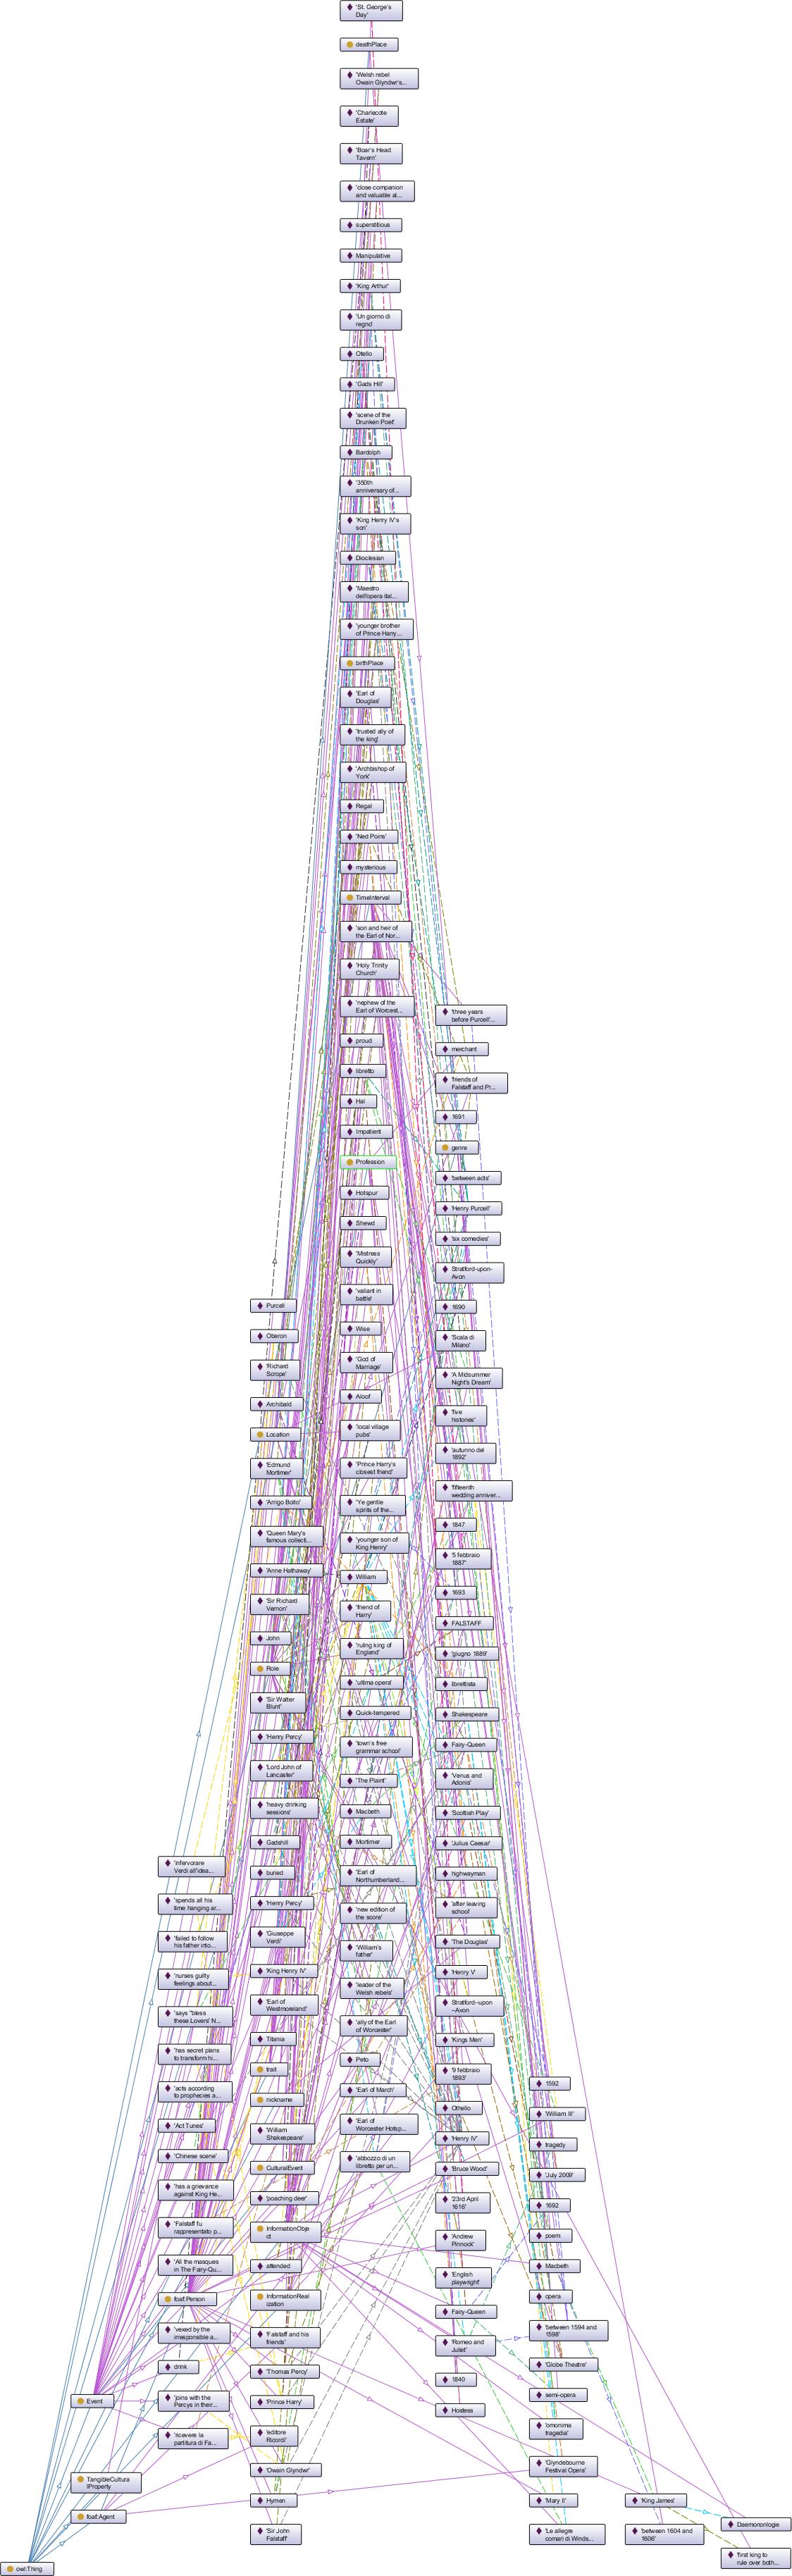 'St. George's
Day'
deathPlace
'Welsh rebel
Owain Glyndwr's...
'Charlecote
Estate'
'Boar's Head
Tavern'
'close companion
and valuable al...
superstitious
Manipulative
'King Arthur'
'Un giorno di
regno'
Otello
'Gads Hill'
'scene of the
Drunken Poet'
Bardolph
'350th
anniversary of...
'King Henry IV's
son'
Dioclesian
'Maestro
dell'opera ital...
'younger brother
of Prince Harry...
birthPlace
'Earl of
Douglas'
'trusted ally of
the king'
'Archbishop of
York'
Regal
'Ned Poins'
mysterious
TimeInterval
'son and heir of
the Earl of Nor...
'Holy Trinity
Church'
'nephew of the
Earl of Worcest...
proud
libretto
Hal
Impatient
Profession
Hotspur
Shewd
'Mistress
Quickly'
'valiant in
battle'
Wise
'God of
Marriage'
Aloof
'local village
pubs'
'Prince Harry's
closest friend'
'Ye gentle
spirits of the...
'younger son of
King Henry'
William
'friend of
Harry'
'ruling king of
England'
'ultima opera'
Quick-tempered
'town's free
grammar school'
'The Plaint'
Macbeth
Mortimer
'Earl of
Northumberland...
'new edition of
the score'
'William's
father'
'leader of the
Welsh rebels'
'ally of the Earl
of Worcester'
Peto
'Earl of March'
'Earl of
Worcester Hotsp...
'abbozzo di un
libretto per un...
'three years
before Purcell'...
merchant
'friends of
Falstaff and Pr...
1691
genre
'between acts'
'Henry Purcell'
'six comedies'
Stratford-upon-
Avon
1690
'Scala di
Milano'
'A Midsummer
Night's Dream'
'five
histories'
'autunno del
1892'
'fifteenth
wedding anniver...
1847
'5 febbraio
1887'
1693
FALSTAFF
'giugno 1889'
librettista
Shakespeare
Fairy-Queen
'Venus and
Adonis'
'Scottish Play'
'Julius Caesar'
highwayman
'after leaving
school'
'The Douglas'
'Henry V'
Stratford–upon
–Avon
'Kings Men'
'9 febbraio
1893'
Othello
'Henry IV'
'Bruce Wood'
'23rd April
1616'
'Andrew
Pinnock'
'English
playwright'
Fairy-Queen
'Romeo and
Juliet'
1840
Hostess
Purcell
Oberon
'Richard
Scrope'
Archibald
Location
'Edmund
Mortimer'
'Arrigo Boito'
'Queen Mary's
famous collecti...
'Anne Hathaway'
'Sir Richard
Vernon'
John
Role
'Sir Walter
Blunt'
'Henry Percy'
'Lord John of
Lancaster'
'heavy drinking
sessions'
Gadshill
buried
'Henry Percy'
'Giuseppe
Verdi'
'King Henry IV'
'Earl of
Westmoreland'
Titania
trait
nickname
'William
Shakespeare'
CulturalEvent
'poaching deer'
InformationObje
ct
attended
InformationReal
ization
'Falstaff and his
friends'
'Thomas Percy'
'Prince Harry'
'editore
Ricordi'
'Owain Glyndwr'
Hymen
'Sir John
Falstaff'
'infervorare
Verdi all'idea...
'spends all his
time hanging ar...
'failed to follow
his father into...
'nurses guilty
feelings about...
'says "bless
these Lovers' N...
'has secret plans
to transform hi...
'acts according
to prophecies a...
'Act Tunes'
'Chinese scene'
'has a grievance
against King He...
'Falstaff fu
rappresentato p...
'All the masques
in The Fairy-Qu...
foaf:Person
'vexed by the
irresponsible a...
drink
'joins with the
Percys in their...
'ricevere la
partitura di Fa...
Event
TangibleCultura
lProperty
foaf:Agent
owl:Thing
1592
'William III'
tragedy
'July 2009'
1692
poem
Macbeth
opera
'between 1594 and
1598'
'Globe Theatre'
semi-opera
'omonima
tragedia'
'Glyndebourne
Festival Opera'
'Mary II'
'Le allegre
comari di Winds...
'King James'
'between 1604 and
1606'
Daemononlogie
'first king to
rule over both...